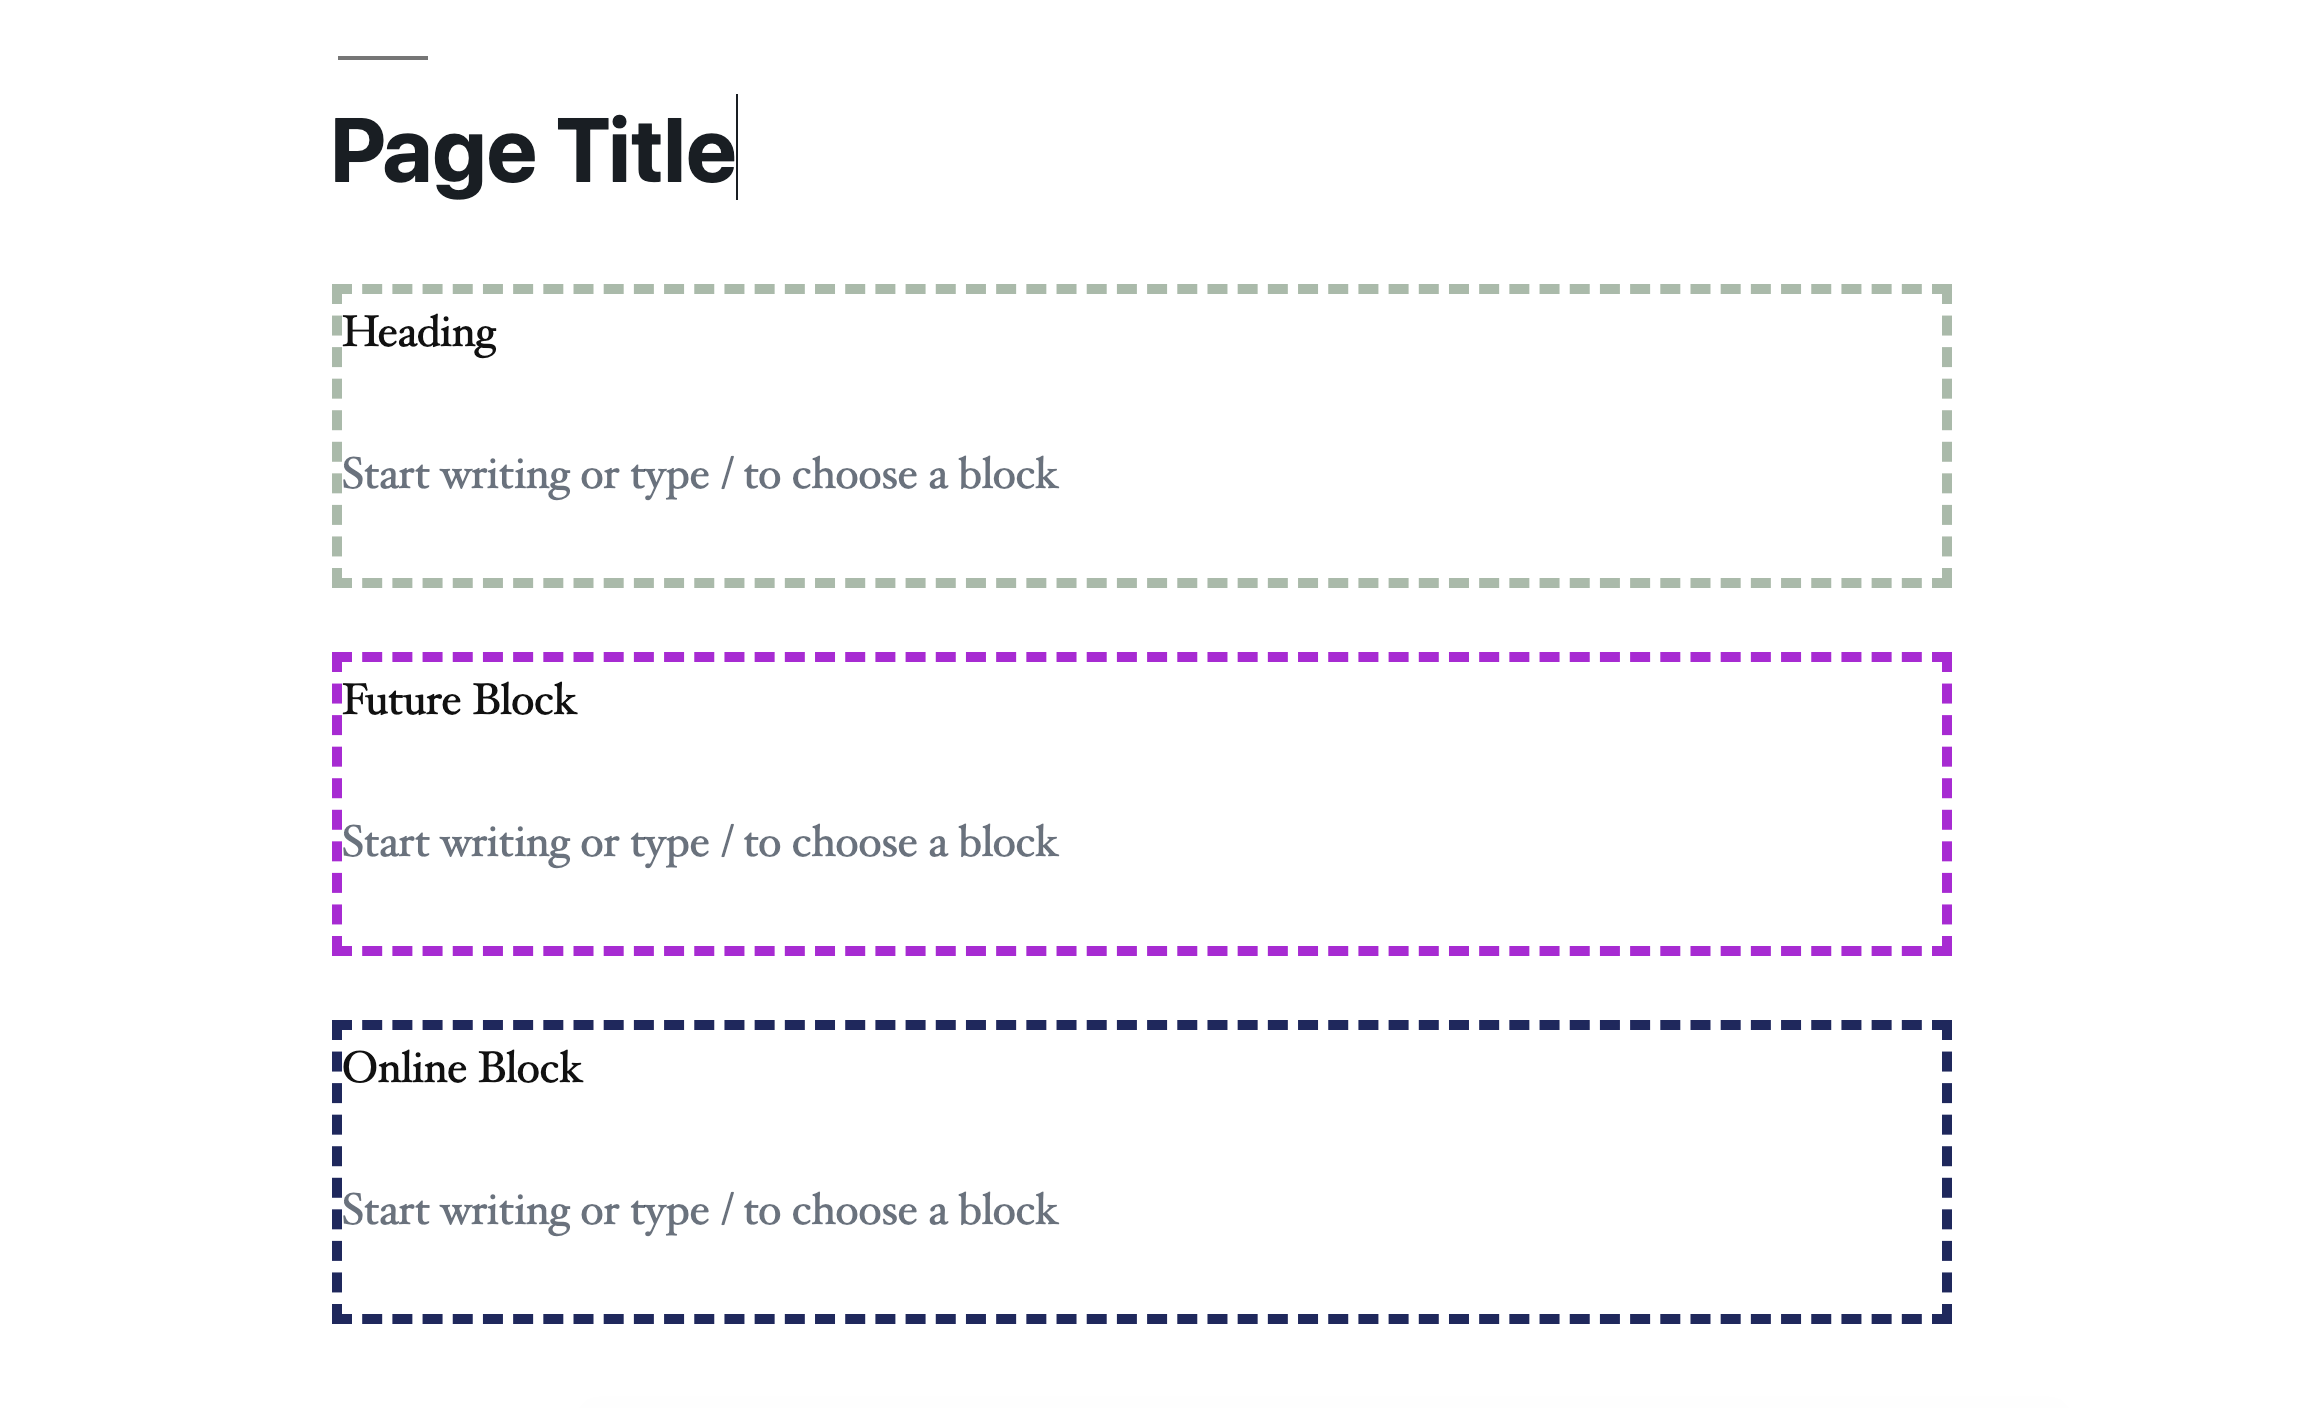 Page Title
Heading
Start writing or type / to choose a block
Future Block
Start writing or type / to choose a block
Online Block
Start writing or type / to choose a block